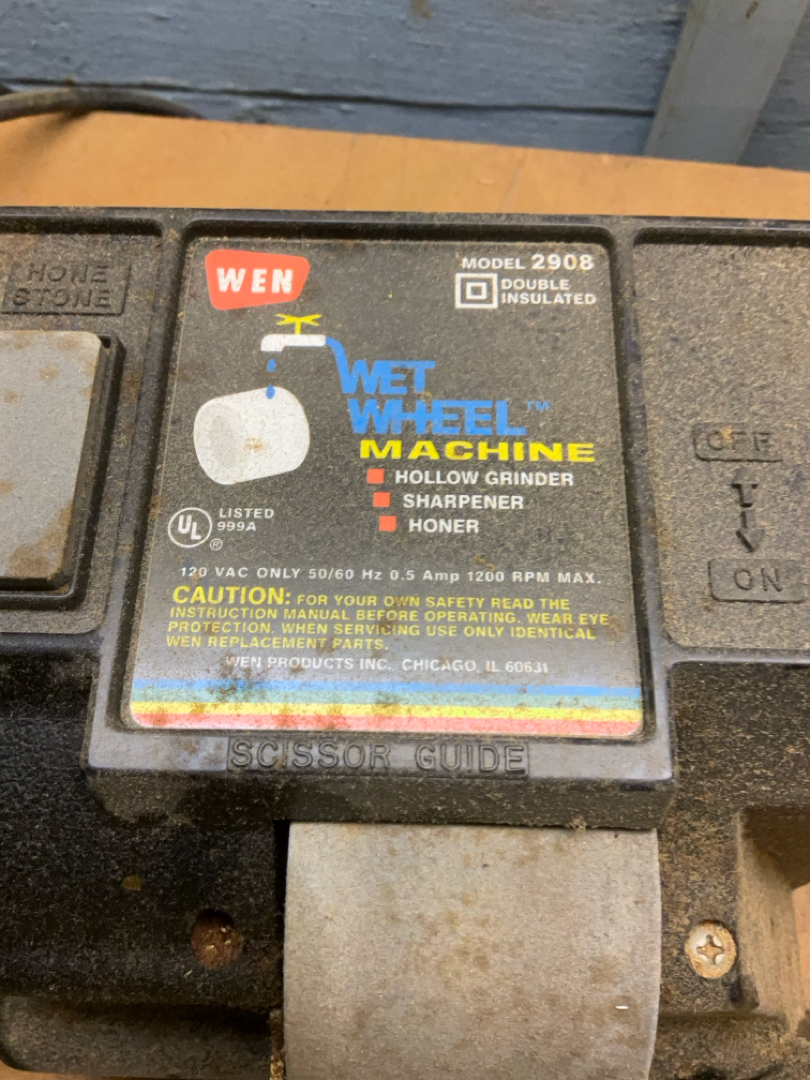 HONE
STONE
WEN
MODEL 2908
DOUBLE
INSULATED
WET
WHEEL™
MACHINE
HOLLOW GRINDER
SHARPENER
HONER
UL
®
LISTED
999A
OFF
ON
120 VAC ONLY 50/60 Hz 0.5 Amp 1200 RPM MAX.
CAUTION: FOR YOUR OWN SAFETY READ THE
INSTRUCTION MANUAL BEFORE OPERATING. WEAR EYE
PROTECTION. WHEN SERVICING USE ONLY IDENTICAL
WEN REPLACEMENT PARTS.
WEN PRODUCTS INC. CHICAGO, IL 60631
SCISSOR GUIDE